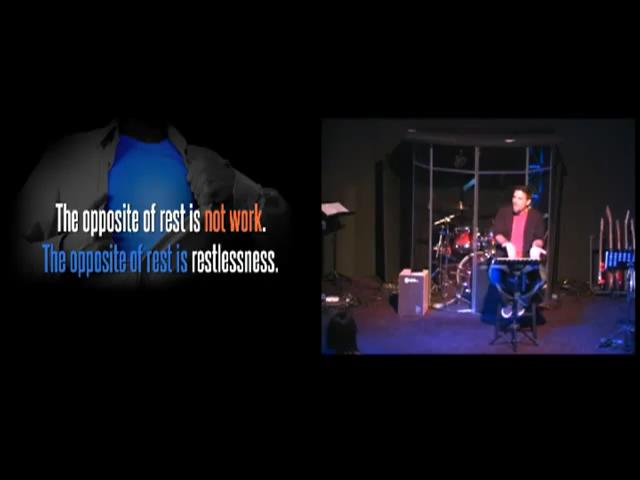 The opposite of rest is not work.
The opposite of rest is restlessness.